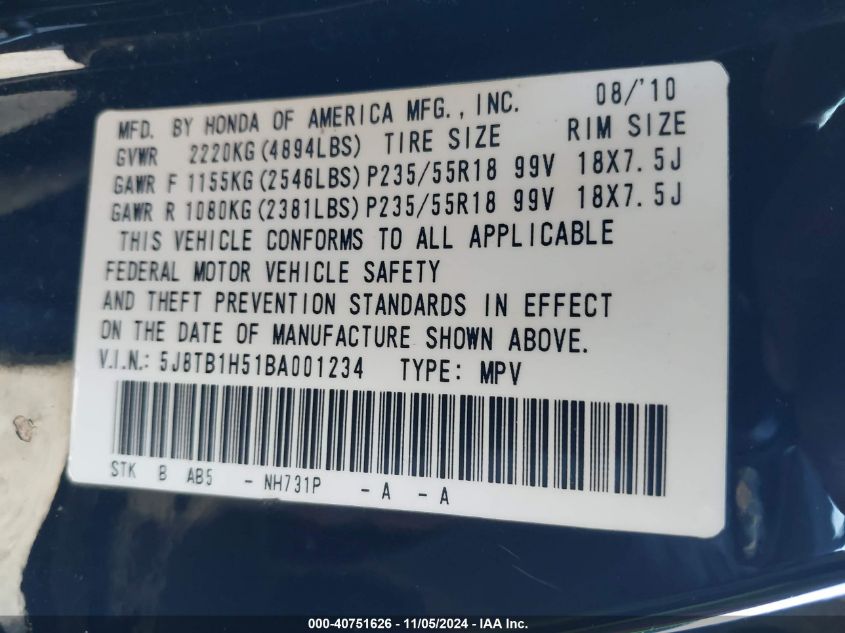 MFD. BY HONDA OF AMERICA MFG., INC. 08/'10
GVWR 2220KG(4894LBS) TIRE SIZE RIM SIZE
GAWR F 1155KG(2546LBS)P235/55R18 99V 18X7.5J
GAWR R 1080KG(2381LBS)P235/55R18 99V 18X7.5J
THIS VEHICLE CONFORMS TO ALL APPLICABLE
FEDERAL MOTOR VEHICLE SAFETY
AND THEFT PREVENTION STANDARDS IN EFFECT
ON THE DATE OF MANUFACTURE SHOWN ABOVE.
V.I.N.: 5J8TB1H51BA001234 TYPE: MPV
STK B AB5 - NH731P - A - A
000-40751626 - 11/05/2024 - IAA Inc.